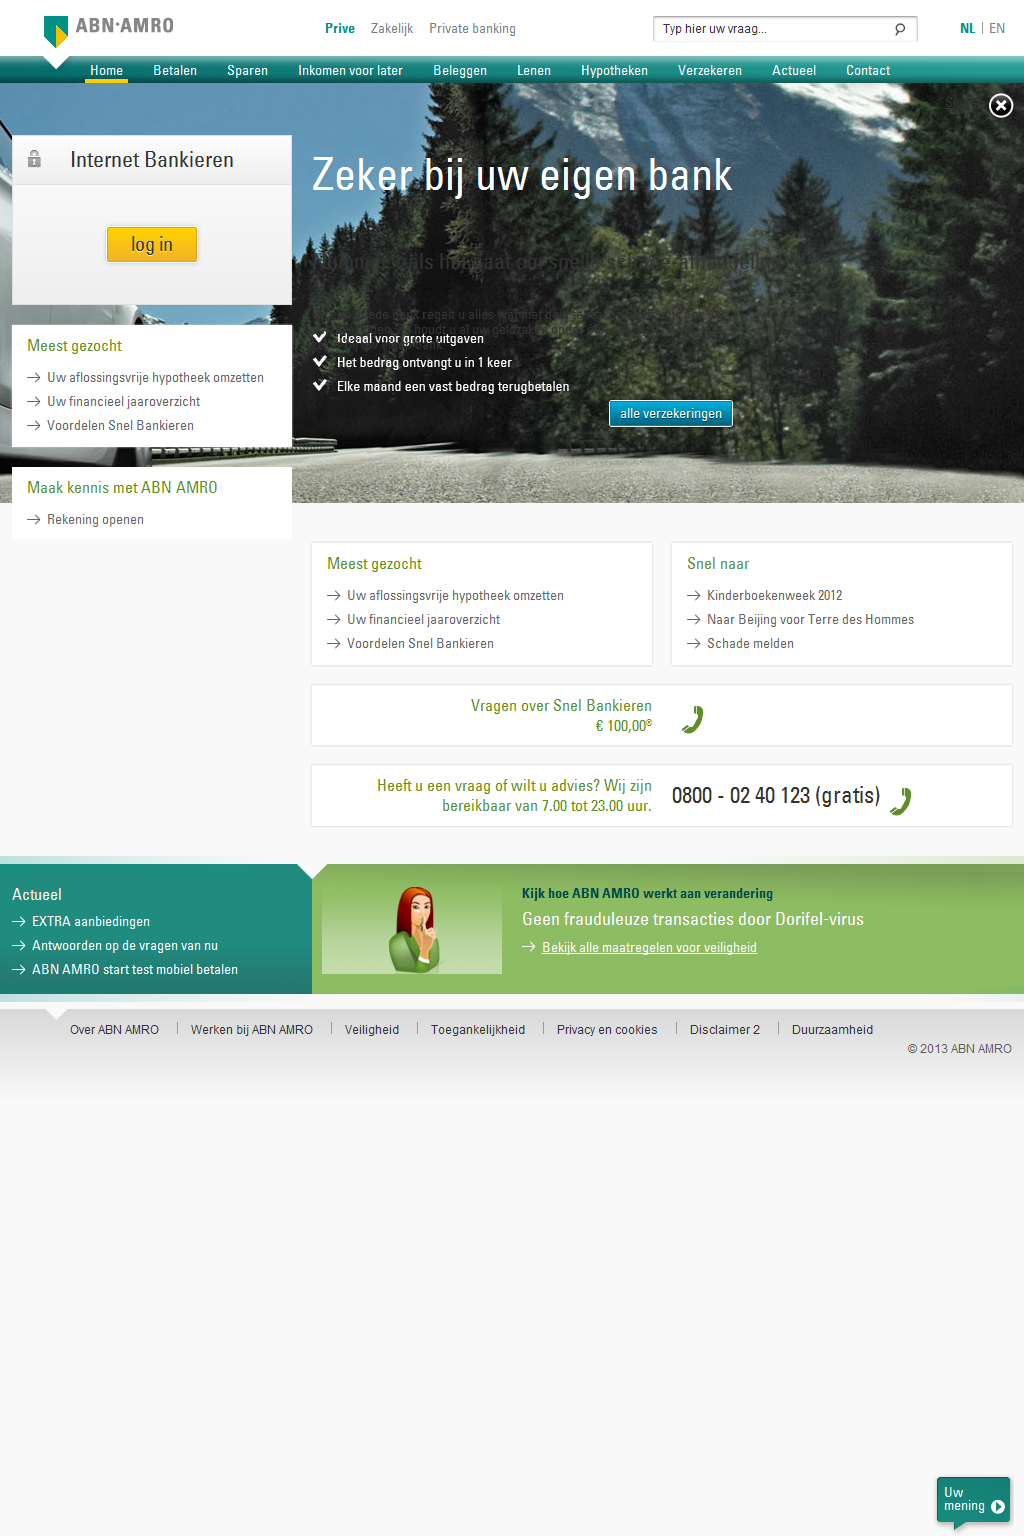 ABN·AMRO
Prive Zakelijk Private banking
Typ hier uw vraag...
NL | EN
Home Betalen Sparen Inkomen voor later Beleggen Lenen Hypotheken Verzekeren Actueel Contact
Internet Bankieren
log in
Zeker bij uw eigen bank
Ideaal voor grote uitgaven
Het bedrag ontvangt u in 1 keer
Elke maand een vast bedrag terugbetalen
alle verzekeringen
Meest gezocht
Uw aflossingsvrije hypotheek omzetten
Uw financieel jaaroverzicht
Voordelen Snel Bankieren
Maak kennis met ABN AMRO
Rekening openen
Meest gezocht
Uw aflossingsvrije hypotheek omzetten
Uw financieel jaaroverzicht
Voordelen Snel Bankieren
Snel naar
Kinderboekenweek 2012
Naar Beijing voor Terre des Hommes
Schade melden
Vragen over Snel Bankieren
€ 100,00®
Heeft u een vraag of wilt u advies? Wij zijn
bereikbaar van 7.00 tot 23.00 uur.
0800 - 02 40 123 (gratis)
Actueel
EXTRA aanbiedingen
Antwoorden op de vragen van nu
ABN AMRO start test mobiel betalen
Kijk hoe ABN AMRO werkt aan verandering
Geen frauduleuze transacties door Dorifel-virus
Bekijk alle maatregelen voor veiligheid
Over ABN AMRO | Werken bij ABN AMRO | Veiligheid | Toegankelijkheid | Privacy en cookies | Disclaimer 2 | Duurzaamheid
© 2013 ABN AMRO
Uw
mening